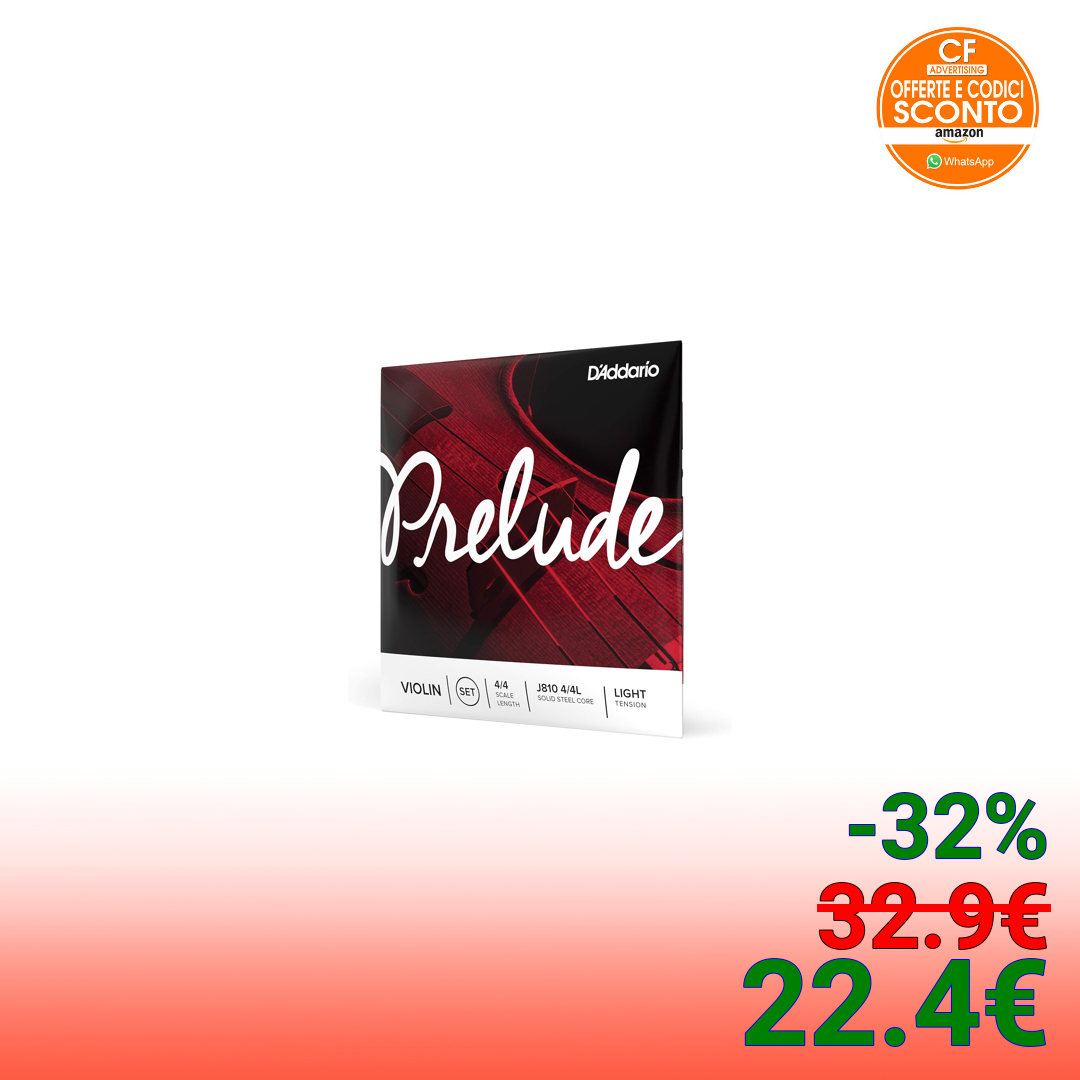 CF
ADVERTISING
OFFERTE E CODICI
SCONTO
amazon
WhatsApp
D'Addario
Prelude
VIOLIN SET 4/4 SCALE LENGTH J810 4/4L SOLID STEEL CORE LIGHT TENSION
-32%
32.9€
22.4€